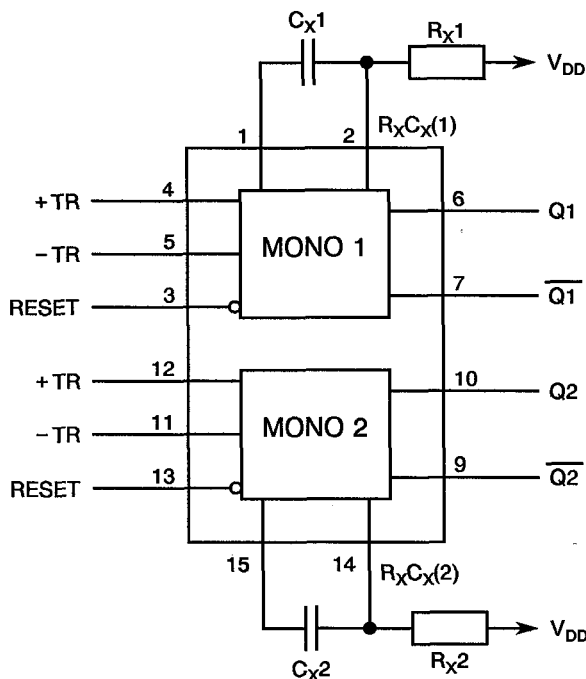 Cx1
Rx1
VDD
1
2
RxCx(1)
4
+TR
6
Q1
5
-TR
MONO 1
3
RESET
7
Q1
12
+TR
10
Q2
11
-TR
MONO 2
13
RESET
9
Q2
15
14
RxCx(2)
Cx2
Rx2
VDD